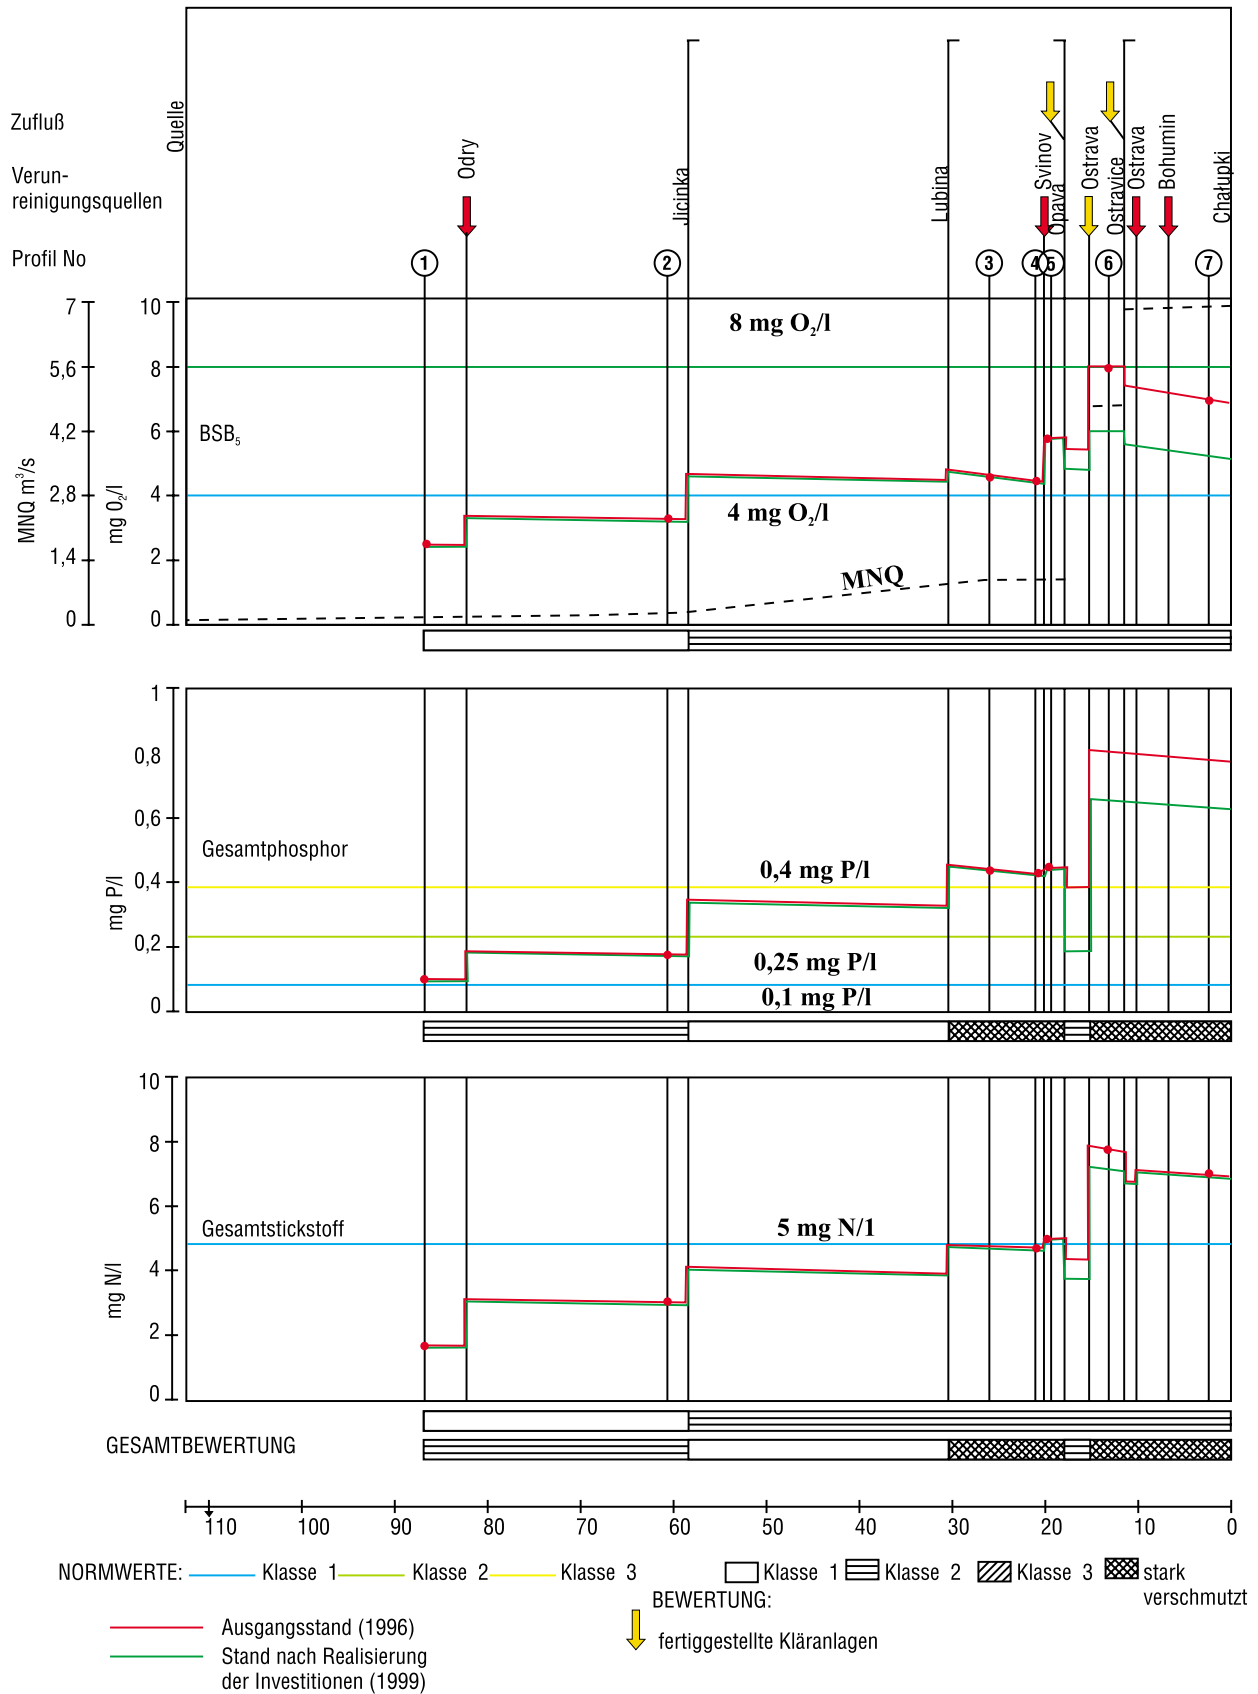 Zufluß
Verun-
reinigungsquellen
Profil No
Quelle
Odry
Jicinka
Lubina
Svinov
Opava
Ostrava
Ostravice
Ostrava
Bohumin
Chałupki
1
2
3
4
5
6
7
7
5,6
4,2
2,8
1,4
0
MNQ m³/s
10
8
6
4
2
0
mg O₂/l
8 mg O₂/l
BSB₅
4 mg O₂/l
MNQ
1
0,8
0,6
0,4
0,2
0
mg P/l
Gesamtphosphor
0,4 mg P/l
0,25 mg P/l
0,1 mg P/l
10
8
6
4
2
0
mg N/l
Gesamtstickstoff
5 mg N/1
GESAMTBEWERTUNG
110 100 90 80 70 60 50 40 30 20 10 0
NORMWERTE: Klasse 1 Klasse 2 Klasse 3 Klasse 1 Klasse 2 Klasse 3 stark
verschmutzt
BEWERTUNG:
Ausgangsstand (1996)
fertiggestellte Kläranlagen
Stand nach Realisierung
der Investitionen (1999)